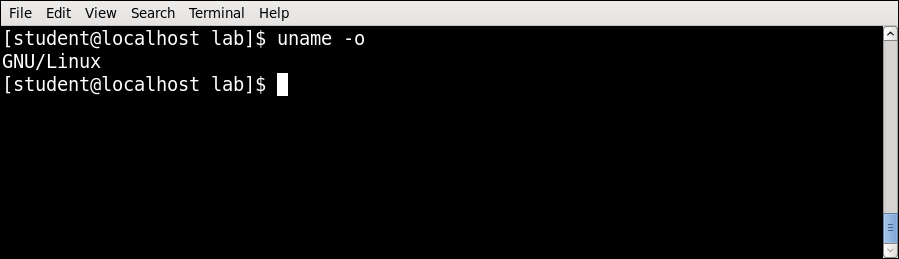 File Edit View Search Terminal Help
[student@localhost lab]$ uname -o
GNU/Linux
[student@localhost lab]$